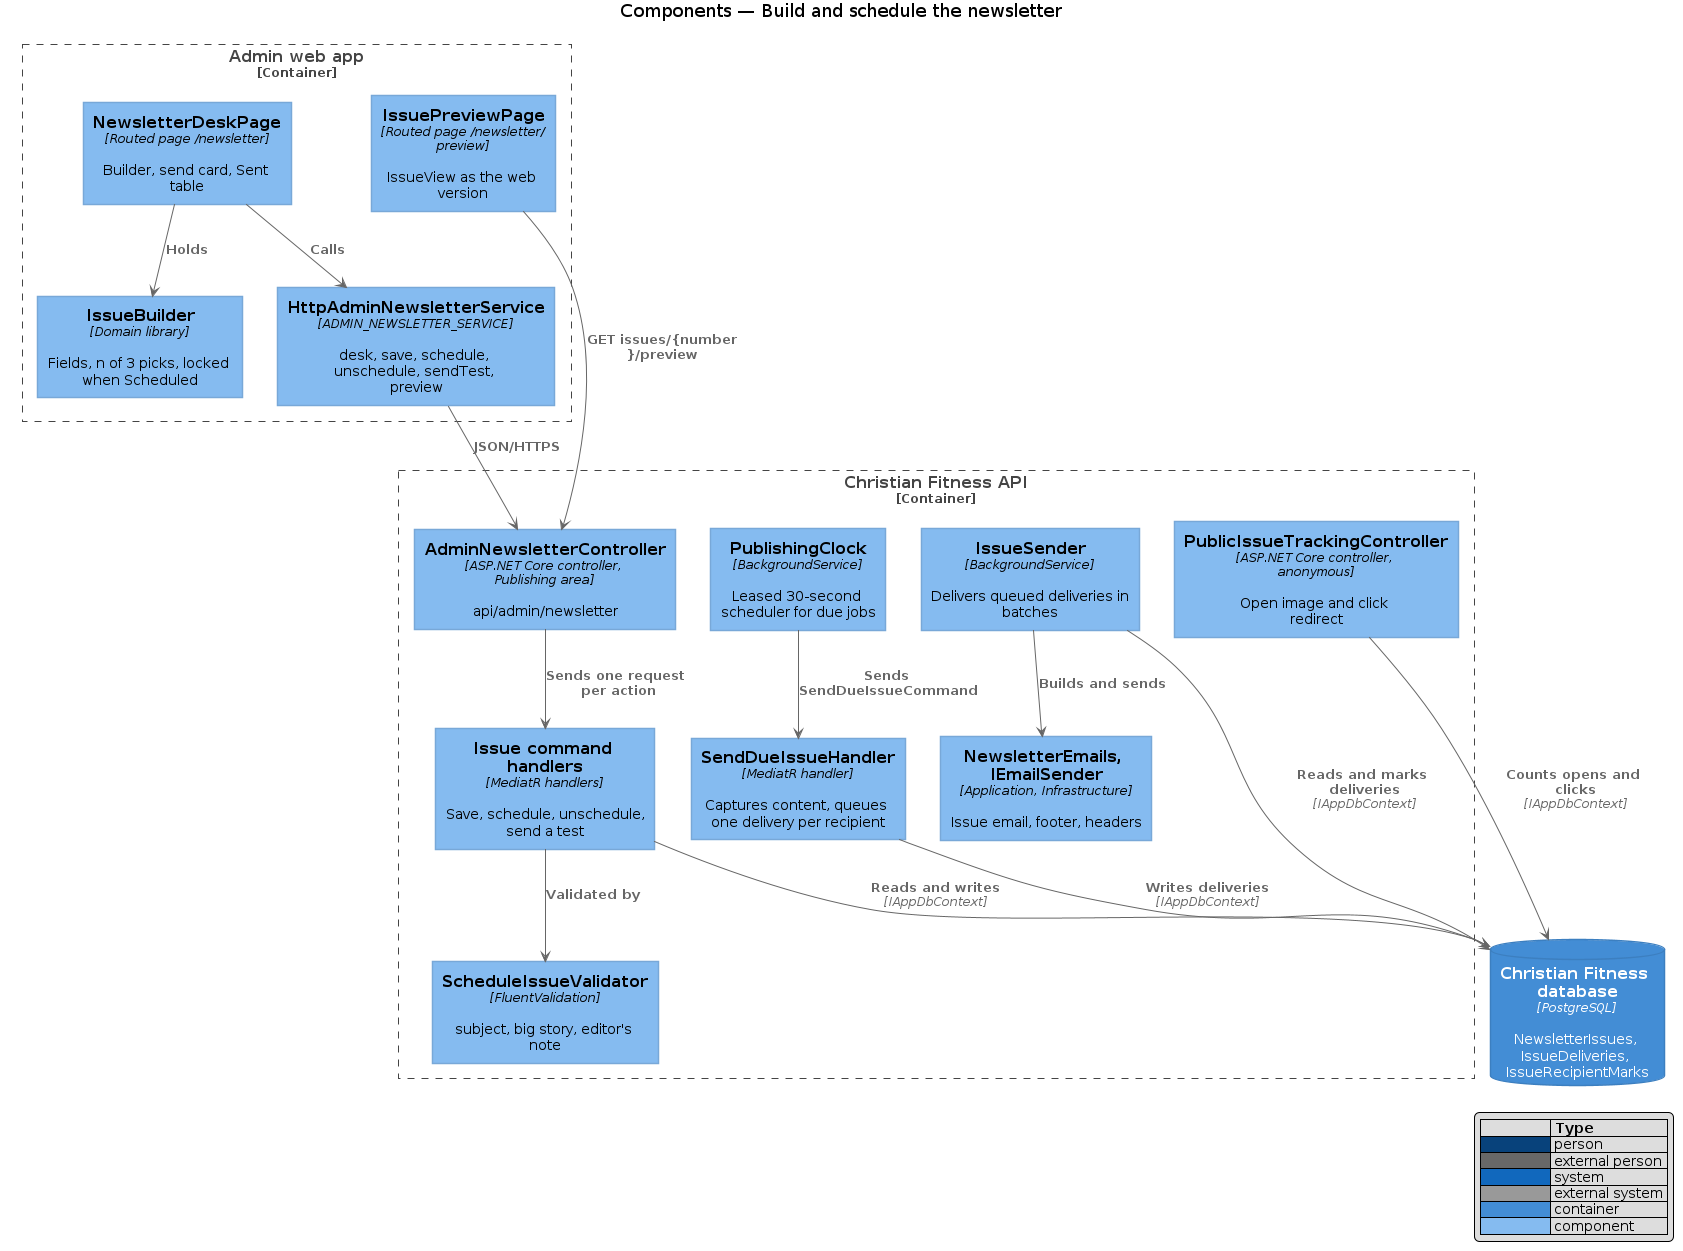 Components — Build and schedule the newsletter
Admin web app
[Container]
NewsletterDeskPage
[Routed page /newsletter]
Builder, send card, Sent
table
IssuePreviewPage
[Routed page /newsletter/
preview]
IssueView as the web
version
Holds
Calls
IssueBuilder
[Domain library]
Fields, n of 3 picks, locked
when Scheduled
HttpAdminNewsletterService
[ADMIN_NEWSLETTER_SERVICE]
desk, save, schedule,
unschedule, sendTest,
preview
GET issues/{number
}/preview
JSON/HTTPS
Christian Fitness API
[Container]
AdminNewsletterController
[ASP.NET Core controller,
Publishing area]
api/admin/newsletter
PublishingClock
[BackgroundService]
Leased 30-second
scheduler for due jobs
IssueSender
[BackgroundService]
Delivers queued deliveries in
batches
PublicIssueTrackingController
[ASP.NET Core controller,
anonymous]
Open image and click
redirect
Sends one request
per action
Sends
SendDueIssueCommand
Builds and sends
Issue command
handlers
[MediatR handlers]
Save, schedule, unschedule,
send a test
SendDueIssueHandler
[MediatR handler]
Captures content, queues
one delivery per recipient
NewsletterEmails,
IEmailSender
[Application, Infrastructure]
Issue email, footer, headers
Reads and marks
deliveries
[IAppDbContext]
Counts opens and
clicks
[IAppDbContext]
Validated by
Reads and writes
[IAppDbContext]
Writes deliveries
[IAppDbContext]
ScheduleIssueValidator
[FluentValidation]
subject, big story, editor's
note
Christian Fitness
database
[PostgreSQL]
NewsletterIssues,
IssueDeliveries,
IssueRecipientMarks
Type
person
external person
system
external system
container
component